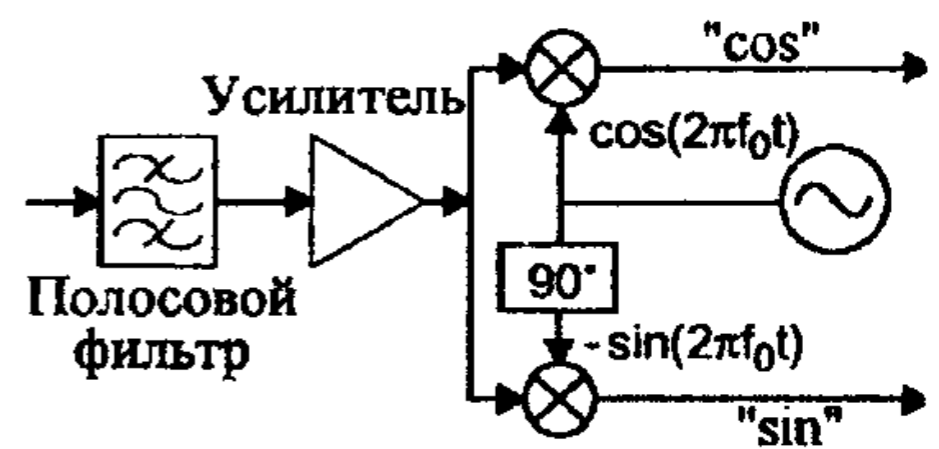 "cos"
Усилитель
cos(2πf₀t)
90°
Полосовой
фильтр
-sin(2πf₀t)
"sin"